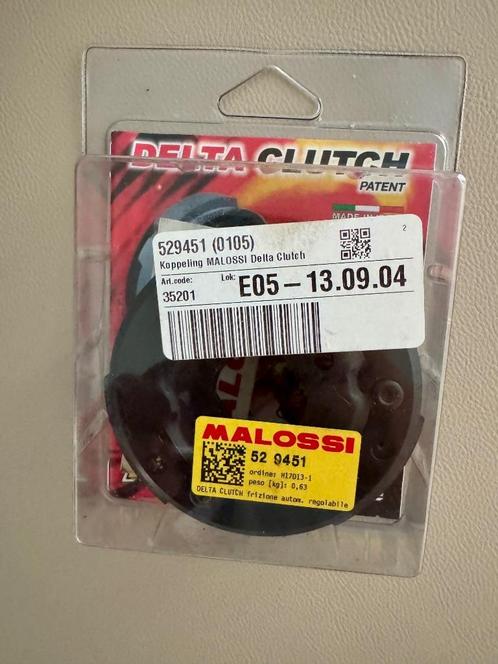 DELTA CLUTCH
PATENT
MADE IN
529451 (0105)
2
Koppeling MALOSSI Delta Clutch
Art.code: Lok:
35201 E05-13.09.04
MALOSSI
52 9451
ordine: H17D13-1
peso [kg]: 0,63
DELTA CLUTCH frizione autom. regolabile